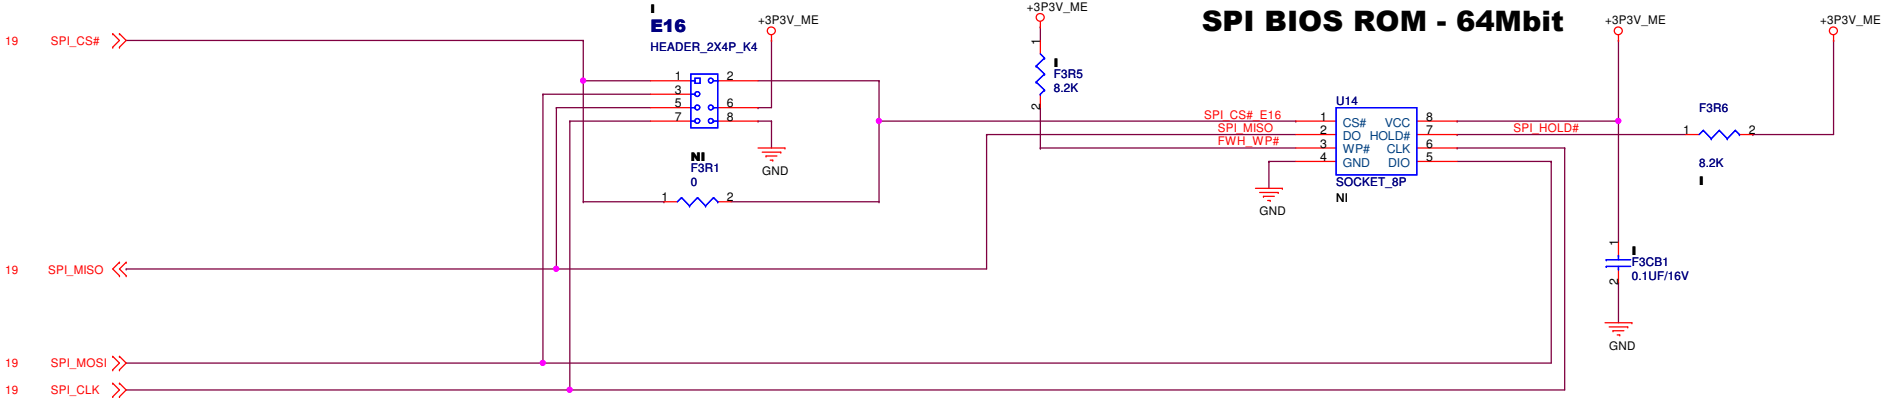 SPI BIOS ROM - 64Mbit
19 SPI_CS#
I
E16
HEADER_2X4P_K4
+3P3V_ME
1 2
3
5 6
7 8
GND
NI
F3R1
0
1 2
+3P3V_ME
1
I
F3R5
8.2K
2
SPI_CS#_E16
SPI_MISO
FWH_WP#
U14
1 CS# VCC 8
2 DO HOLD# 7
3 WP# CLK 6
4 GND DIO 5
SOCKET_8P
NI
GND
SPI_HOLD#
+3P3V_ME
+3P3V_ME
F3R6
1 2
8.2K
I
1
I
F3CB1
0.1UF/16V
2
GND
19 SPI_MISO
19 SPI_MOSI
19 SPI_CLK